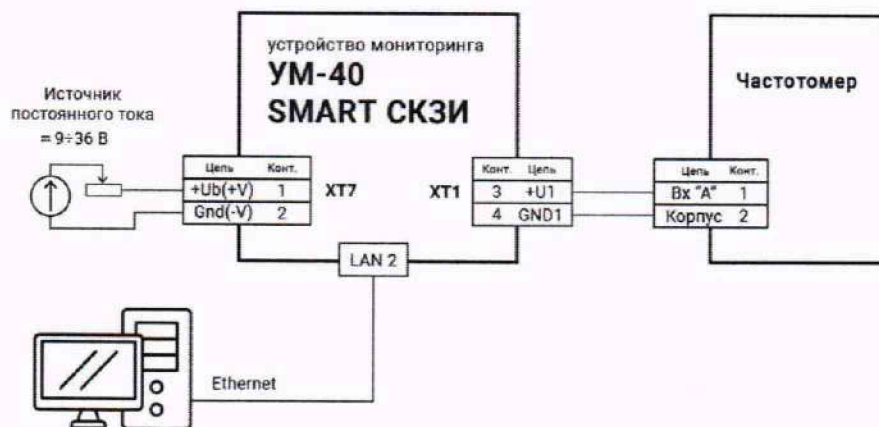 устройство мониторинга
УМ-40
SMART СКЗИ
Частотомер
Источник
постоянного тока
= 9÷36 В
Цепь Конт.
+Ub(+V) 1
Gnd(-V) 2
XT7
XT1
Конт. Цепь
3 +U1
4 GND1
Цепь Конт.
Вх "А" 1
Корпус 2
LAN 2
Ethernet